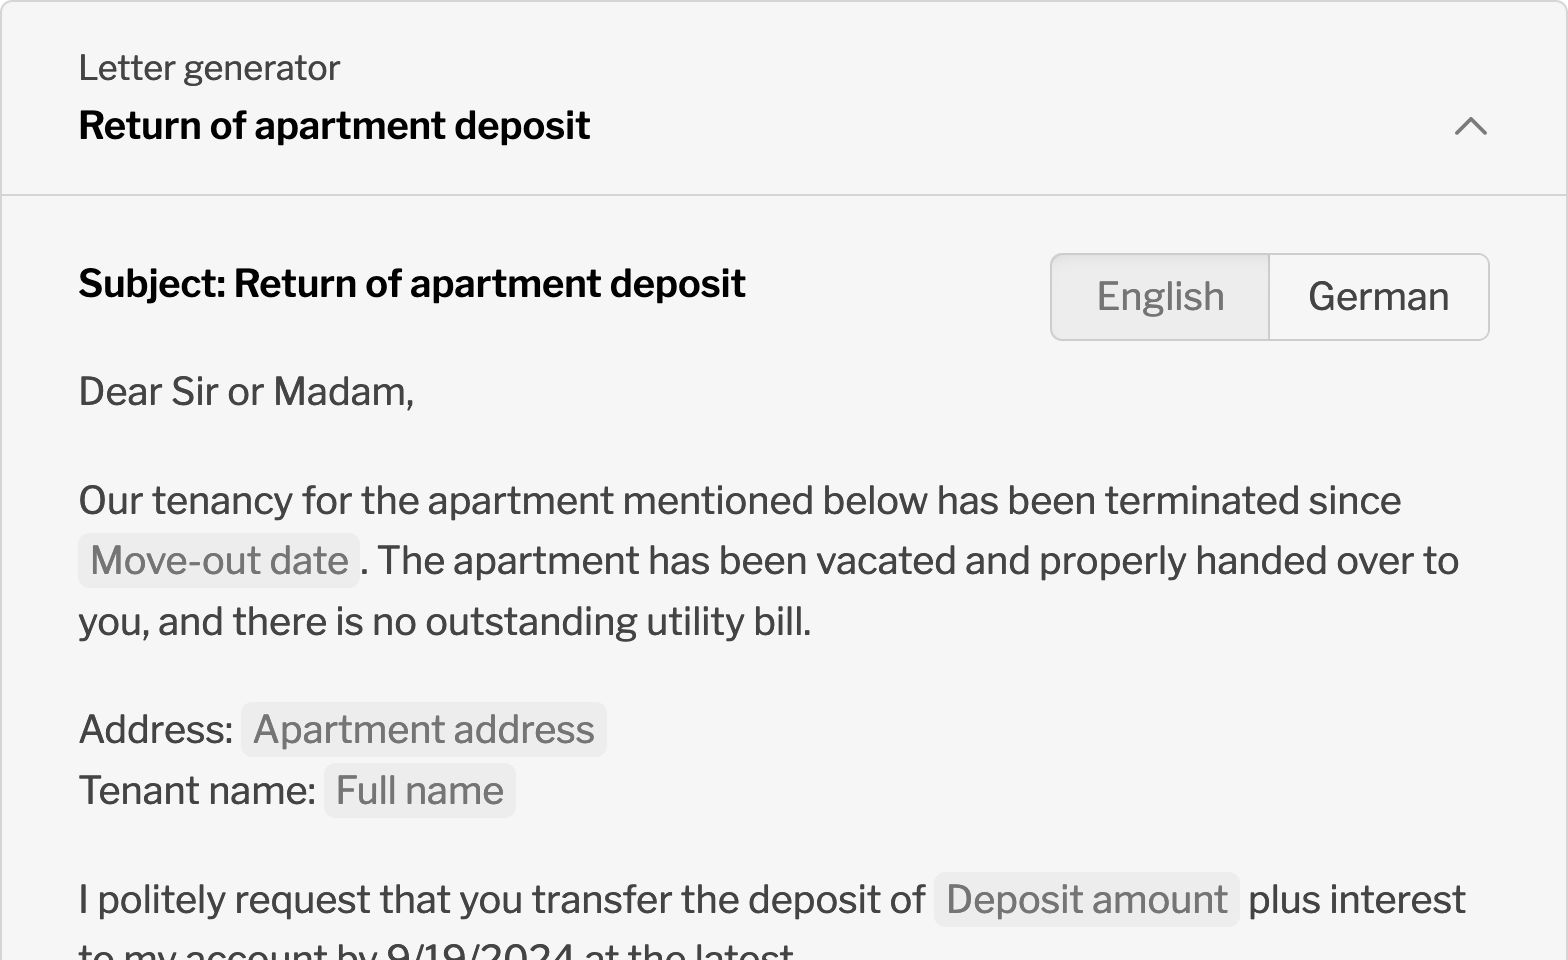 Letter generator
Return of apartment deposit
Subject: Return of apartment deposit
English
German
Dear Sir or Madam,
Our tenancy for the apartment mentioned below has been terminated since
Move-out date. The apartment has been vacated and properly handed over to
you, and there is no outstanding utility bill.
Address: Apartment address
Tenant name: Full name
I politely request that you transfer the deposit of Deposit amount plus interest
to my account by 9/19/2024 at the latest